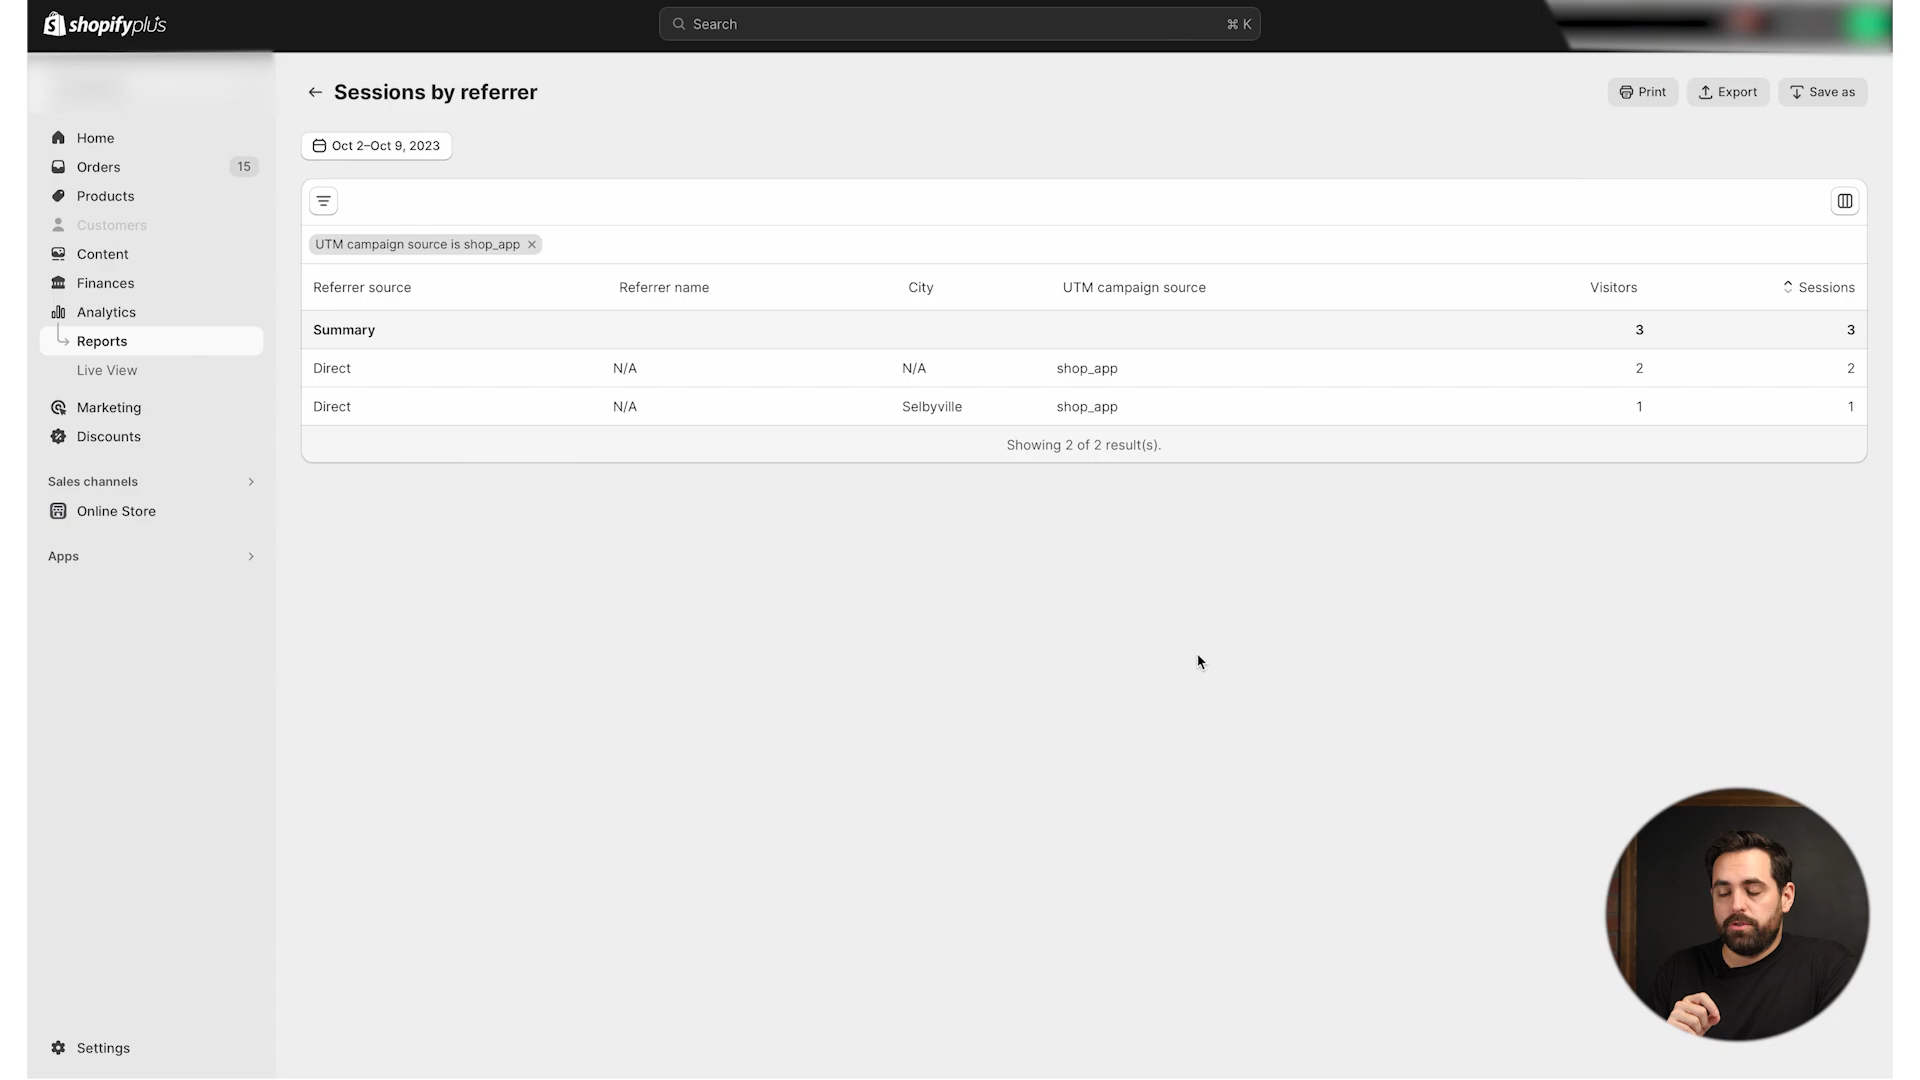 shopifyplus
Search
⌘ K
Sessions by referrer
Print
Export
Save as
Oct 2–Oct 9, 2023
Home
Orders
15
Products
Customers
Content
Finances
Analytics
Reports
Live View
Marketing
Discounts
Sales channels
Online Store
Apps
Settings
UTM campaign source is shop_app
Referrer source Referrer name City UTM campaign source Visitors Sessions
Summary 3 3
Direct N/A N/A shop_app 2 2
Direct N/A Selbyville shop_app 1 1
Showing 2 of 2 result(s).